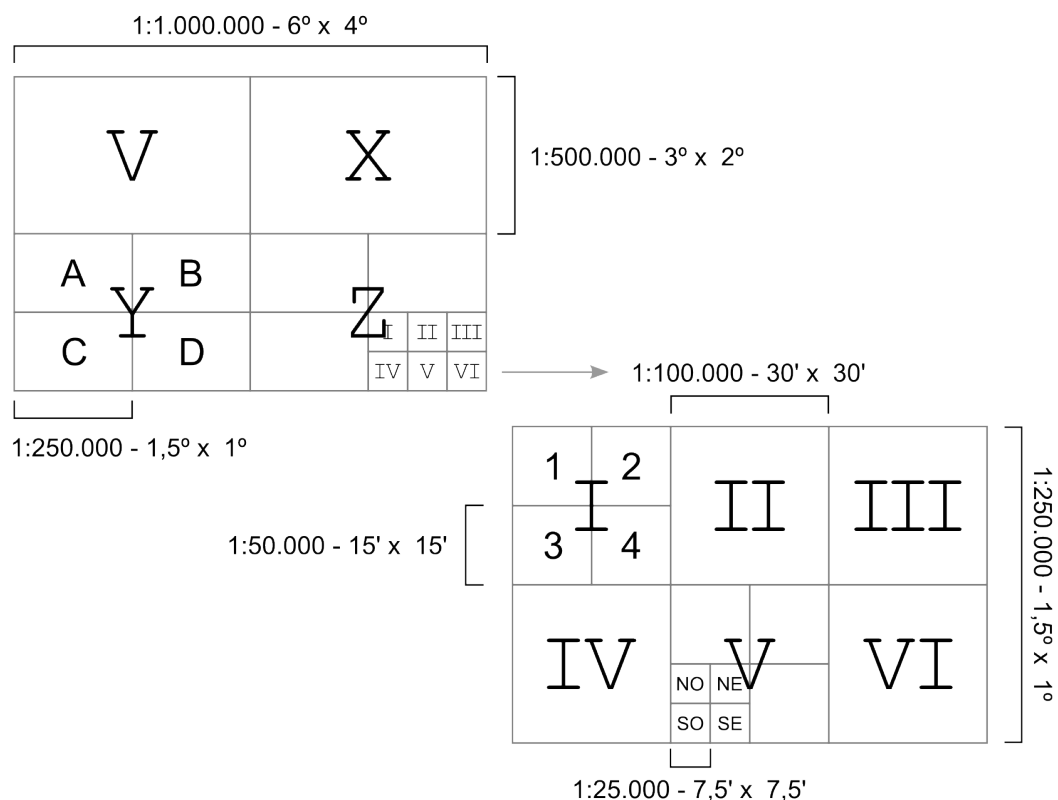 1:1.000.000 - 6º x 4º
V
X
1:500.000 - 3º x 2º
A
B
Y
C
D
Z
I
II
III
IV
V
VI
1:250.000 - 1,5º x 1º
1:100.000 - 30' x 30'
1
2
I
3
4
II
III
1:50.000 - 15' x 15'
1:250.000 - 1,5º x 1º
IV
V
VI
NO
NE
SO
SE
1:25.000 - 7,5' x 7,5'